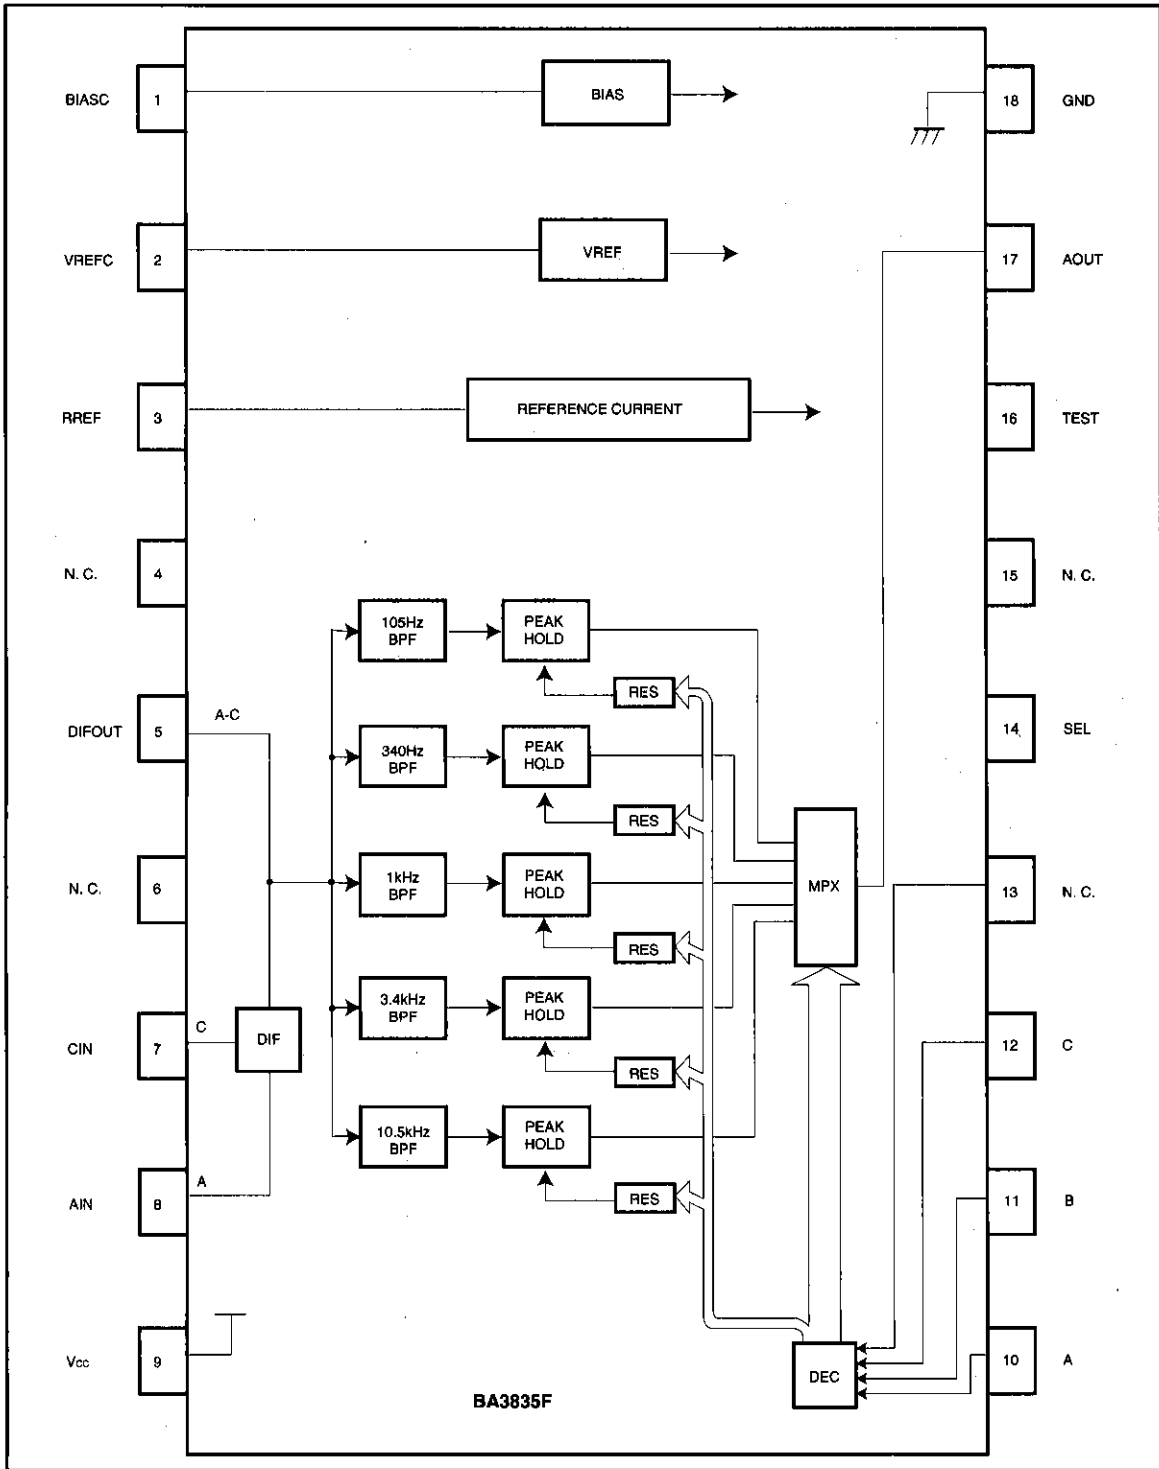 BIASC 1 BIAS 18 GND
VREFC 2 VREF 17 AOUT
RREF 3 REFERENCE CURRENT 16 TEST
N. C. 4 15 N. C.
105Hz BPF
PEAK HOLD
RES
DIFOUT 5 A-C 14 SEL
340Hz BPF
PEAK HOLD
RES
N. C. 6 13 N. C.
1kHz BPF
PEAK HOLD
MPX
RES
3.4kHz BPF
PEAK HOLD
CIN 7 C DIF 12 C
RES
10.5kHz BPF
PEAK HOLD
AIN 8 A 11 B
RES
Vcc 9 10 A
DEC
BA3835F